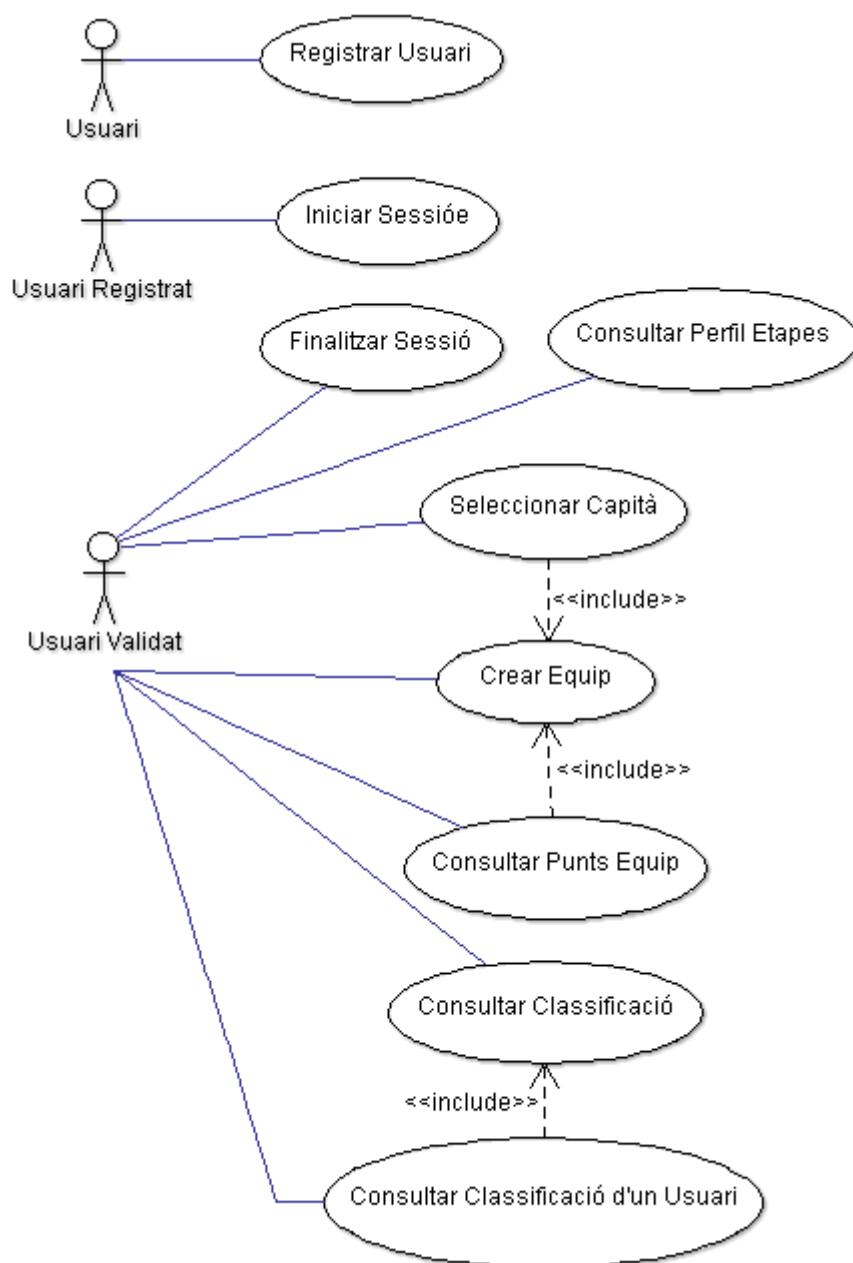 Registrar Usuari
Usuari
Iniciar Sessióe
Usuari Registrat
Finalitzar Sessió
Consultar Perfil Etapes
Seleccionar Capità
<<include>>
Usuari Validat
Crear Equip
<<include>>
Consultar Punts Equip
Consultar Classificació
<<include>>
Consultar Classificació d'un Usuari